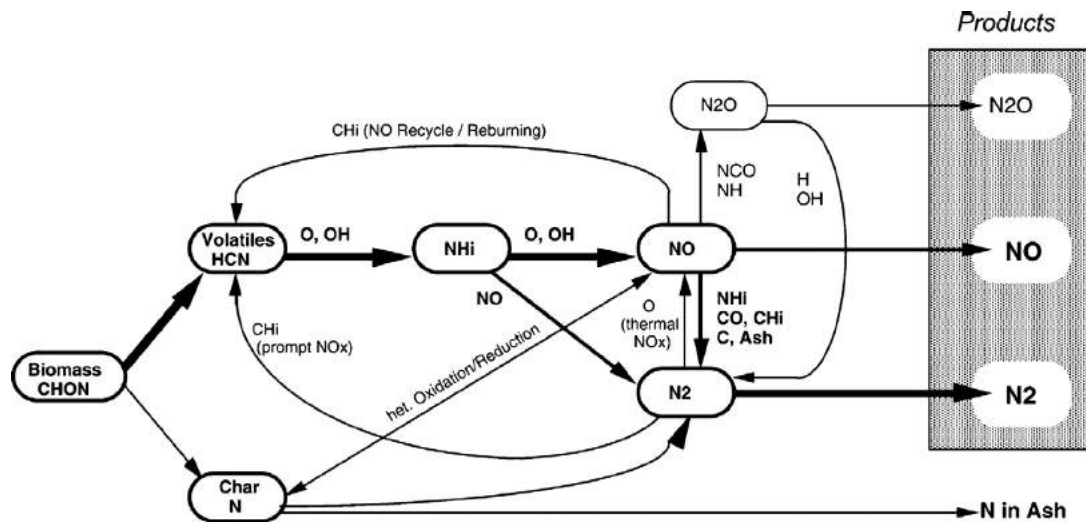 Products
N2O
N2O
CHi (NO Recycle / Reburning)
NCO
NH
H
OH
Volatiles
HCN
O, OH
NHi
O, OH
NO
NO
NO
CHi
(prompt NOx)
O
(thermal
NOx)
NHi
CO, CHi
C, Ash
het. Oxidation/Reduction
Biomass
CHON
N2
N2
Char
N
N in Ash